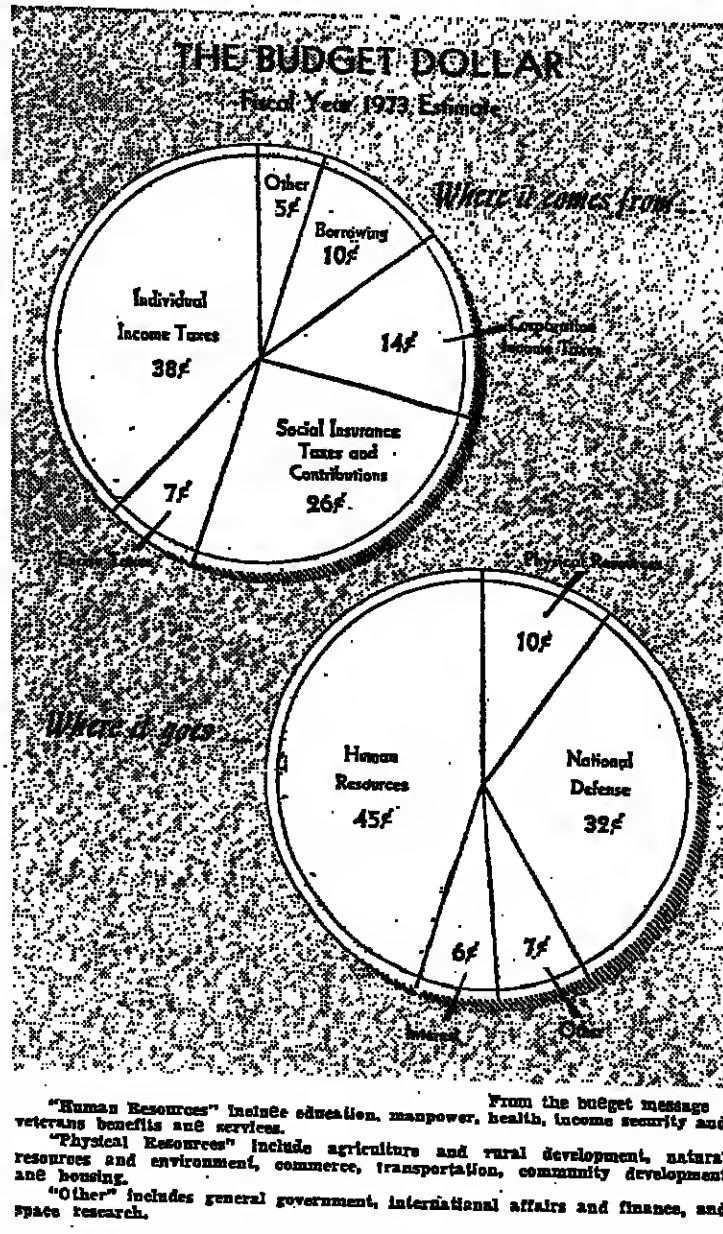 THE BUDGET DOLLAR
Fiscal Year 1973 Estimate
Where it comes from...
Other
5¢
Borrowing
10¢
Individual
Income Taxes
38¢
14¢
Corporation
Income Taxes
Social Insurance
Taxes and
Contributions
26¢
7¢
Excise Taxes
Physical Resources
10¢
Where it goes...
Human
Resources
45¢
National
Defense
32¢
6¢
7¢
Interest
Other
From the budget message
"Human Resources" include education, manpower, health, income security and
veterans benefits and services.
"Physical Resources" include agriculture and rural development, natural
resources and environment, commerce, transportation, community development
and housing.
"Other" includes general government, international affairs and finance, and
space research.